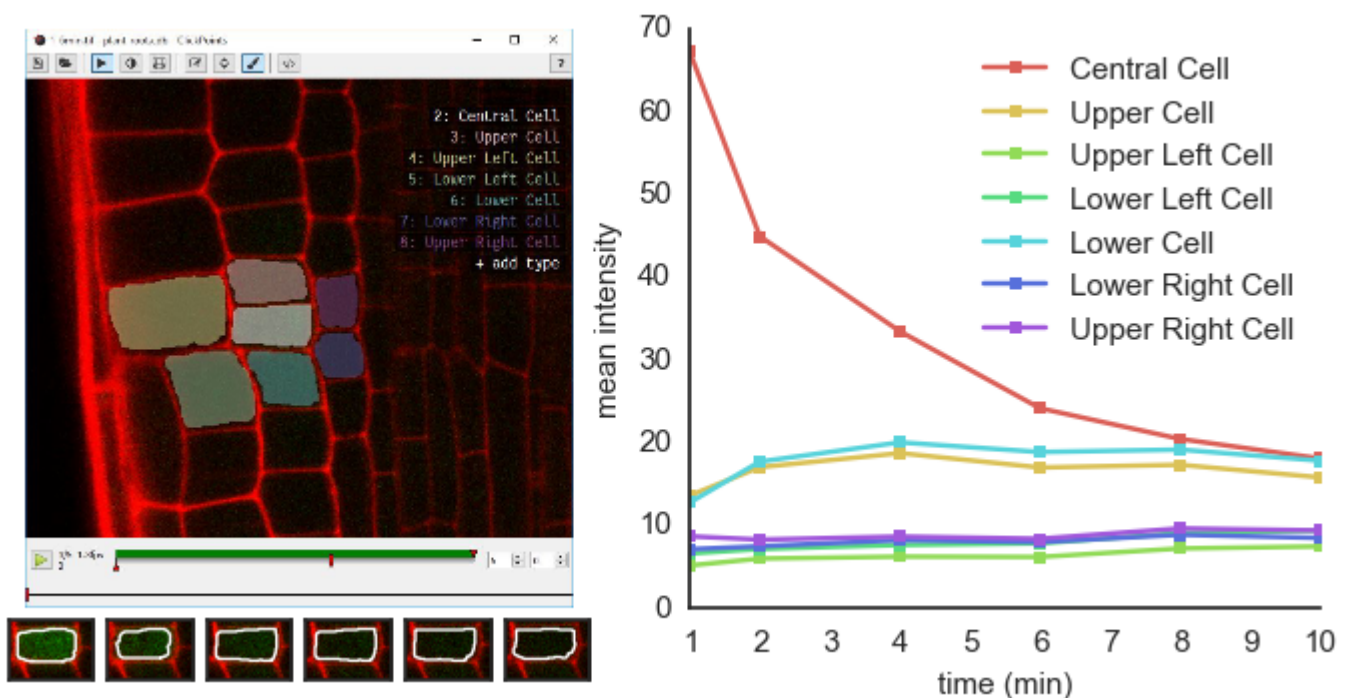 ClickPoints
?
2: Central Cell
3: Upper Cell
4: Upper Left Cell
5: Lower Left Cell
6: Lower Cell
7: Lower Right Cell
8: Upper Right Cell
+ add type
70
60
50
40
30
20
10
0
mean intensity
1
2
3
4
5
6
7
8
9
10
time (min)
Central Cell
Upper Cell
Upper Left Cell
Lower Left Cell
Lower Cell
Lower Right Cell
Upper Right Cell